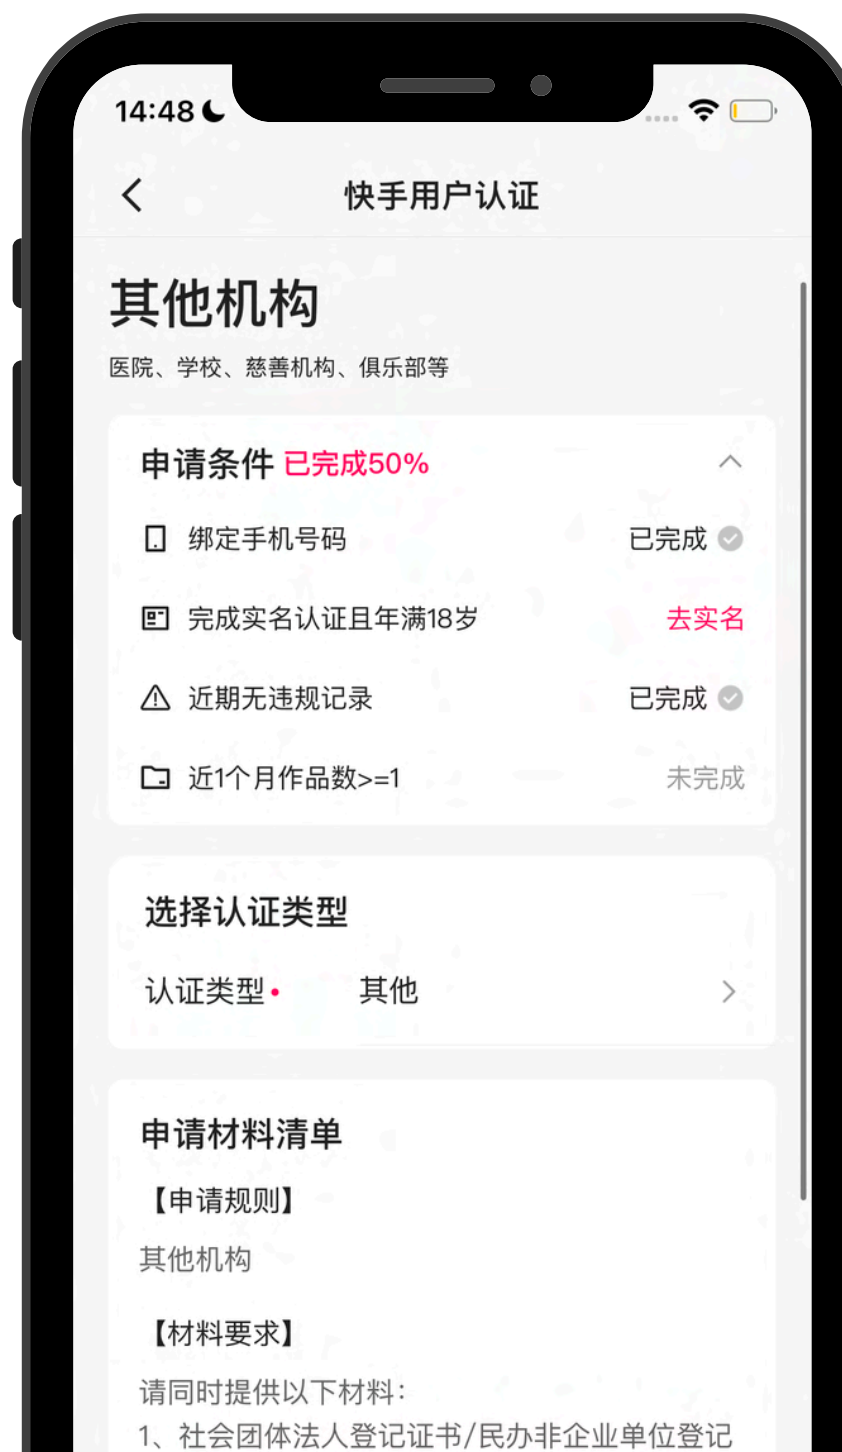 14:48
快手用户认证
其他机构
医院、学校、慈善机构、俱乐部等
申请条件 已完成50%
绑定手机号码 已完成
完成实名认证且年满18岁 去实名
近期无违规记录 已完成
近1个月作品数>=1 未完成
选择认证类型
认证类型• 其他
申请材料清单
【申请规则】
其他机构
【材料要求】
请同时提供以下材料：
1、社会团体法人登记证书/民办非企业单位登记